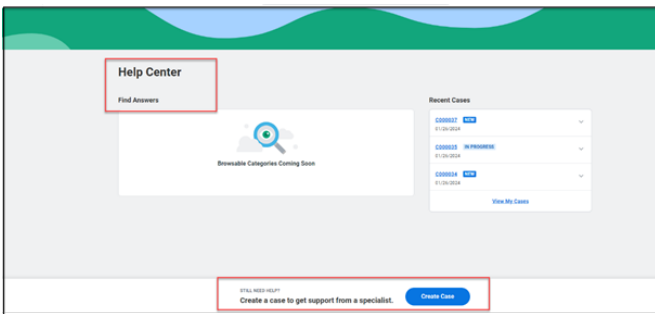 Help Center
Find Answers
Browsable Categories Coming Soon
Recent Cases
C000037 NEW
01/26/2024
C000035 IN PROGRESS
01/26/2024
C000034 NEW
01/26/2024
View My Cases
STILL NEED HELP?
Create a case to get support from a specialist.
Create Case